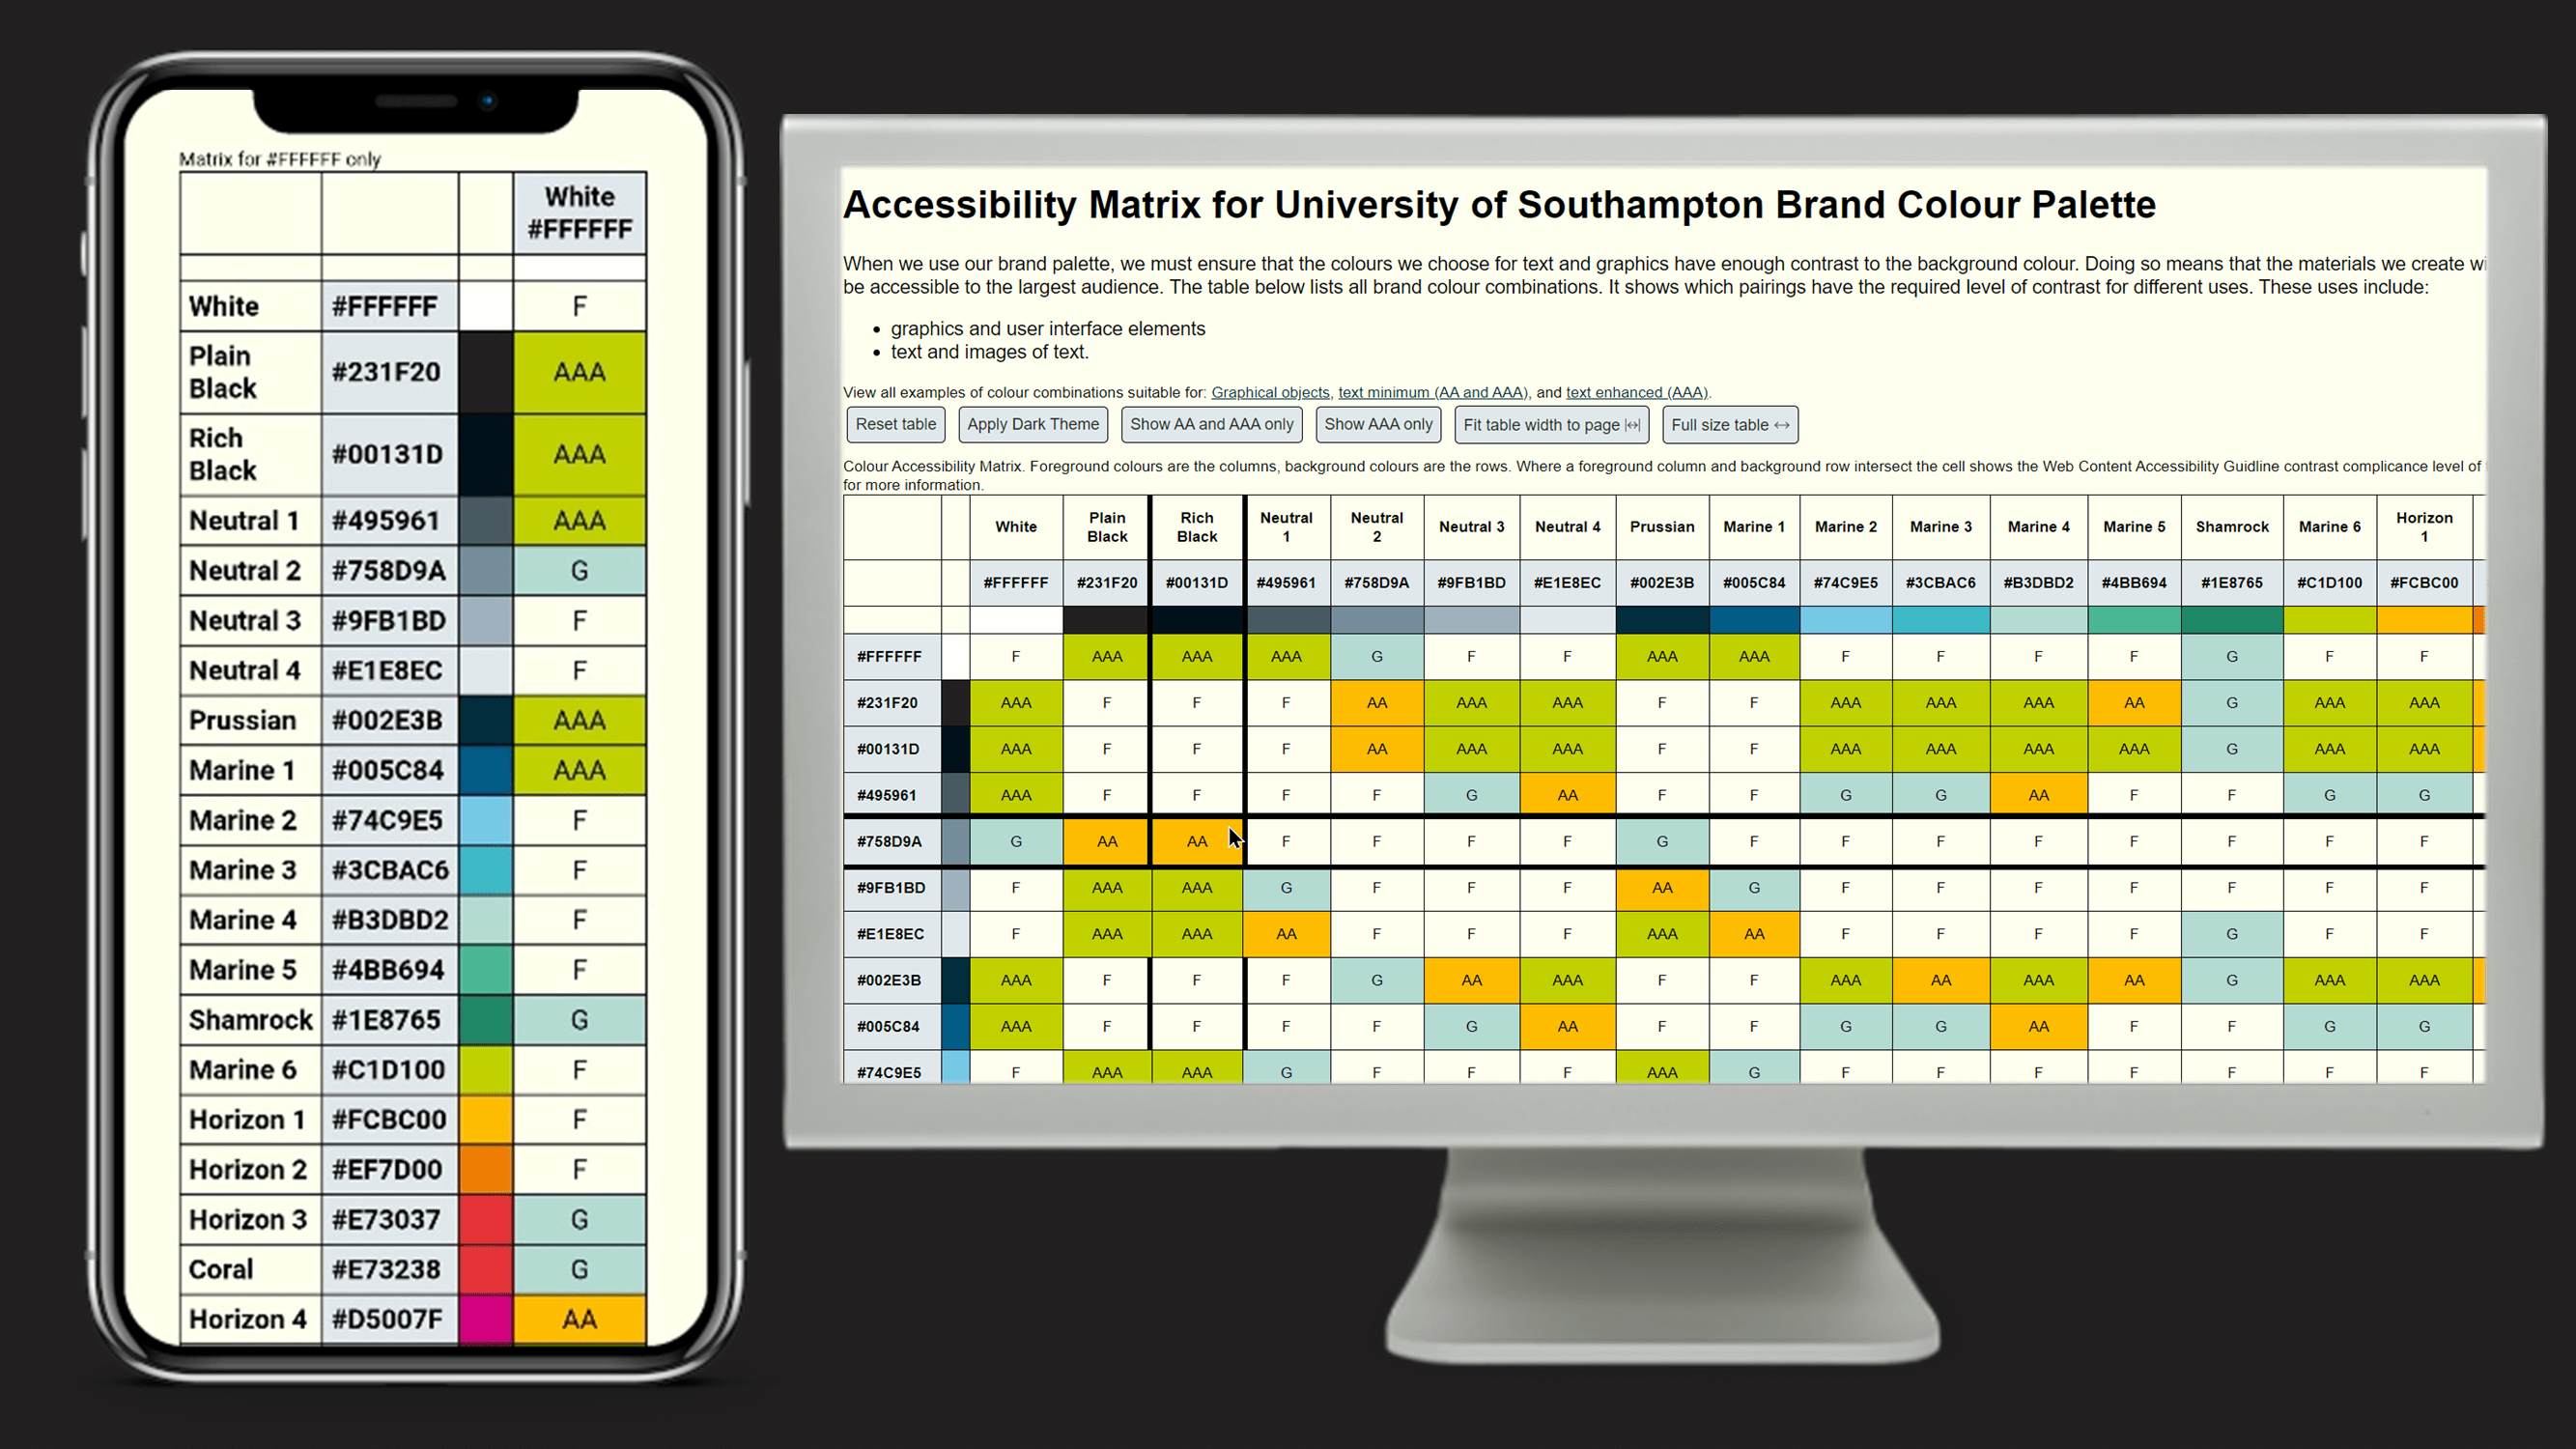 Matrix for #FFFFFF only
White
#FFFFFF
White #FFFFFF F
Plain
Black #231F20 AAA
Rich
Black #00131D AAA
Neutral 1 #495961 AAA
Neutral 2 #758D9A G
Neutral 3 #9FB1BD F
Neutral 4 #E1E8EC F
Prussian #002E3B AAA
Marine 1 #005C84 AAA
Marine 2 #74C9E5 F
Marine 3 #3CBAC6 F
Marine 4 #B3DBD2 F
Marine 5 #4BB694 F
Shamrock #1E8765 G
Marine 6 #C1D100 F
Horizon 1 #FCBC00 F
Horizon 2 #EF7D00 F
Horizon 3 #E73037 G
Coral #E73238 G
Horizon 4 #D5007F AA
Accessibility Matrix for University of Southampton Brand Colour Palette
When we use our brand palette, we must ensure that the colours we choose for text and graphics have enough contrast to the background colour. Doing so means that the materials we create wi
be accessible to the largest audience. The table below lists all brand colour combinations. It shows which pairings have the required level of contrast for different uses. These uses include:
• graphics and user interface elements
• text and images of text.
View all examples of colour combinations suitable for: Graphical objects, text minimum (AA and AAA), and text enhanced (AAA).
Reset table Apply Dark Theme Show AA and AAA only Show AAA only Fit table width to page Full size table
Colour Accessibility Matrix. Foreground colours are the columns, background colours are the rows. Where a foreground column and background row intersect the cell shows the Web Content Accessibility Guidline contrast complicance level of
for more information.
White Plain Black Rich Black Neutral 1 Neutral 2 Neutral 3 Neutral 4 Prussian Marine 1 Marine 2 Marine 3 Marine 4 Marine 5 Shamrock Marine 6 Horizon 1
#FFFFFF #231F20 #00131D #495961 #758D9A #9FB1BD #E1E8EC #002E3B #005C84 #74C9E5 #3CBAC6 #B3DBD2 #4BB694 #1E8765 #C1D100 #FCBC00
#FFFFFF F AAA AAA AAA G F F AAA AAA F F F F G F F
#231F20 AAA F F F AA AAA AAA F F AAA AAA AAA AA G AAA AAA
#00131D AAA F F F AA AAA AAA F F AAA AAA AAA AAA G AAA AAA
#495961 AAA F F F F G AA F F G G AA F F G G
#758D9A G AA AA F F F F G F F F F F F F F
#9FB1BD F AAA AAA G F F F AA G F F F F F F F
#E1E8EC F AAA AAA AA F F F AAA AA F F F F G F F
#002E3B AAA F F F G AA AAA F F AAA AA AAA AA G AAA AAA
#005C84 AAA F F F F G AA F F G G AA F F G G
#74C9E5 F AAA AAA G F F F AAA G F F F F F F F